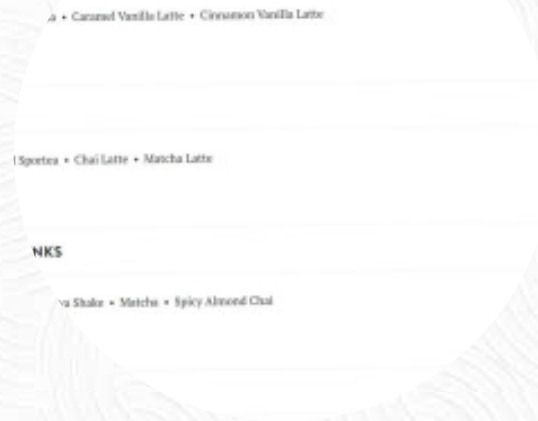 • Caramel Vanilla Latte • Cinnamon Vanilla Latte
Sportea • Chai Latte • Matcha Latte
NKS
Shake • Matcha • Spicy Almond Chai